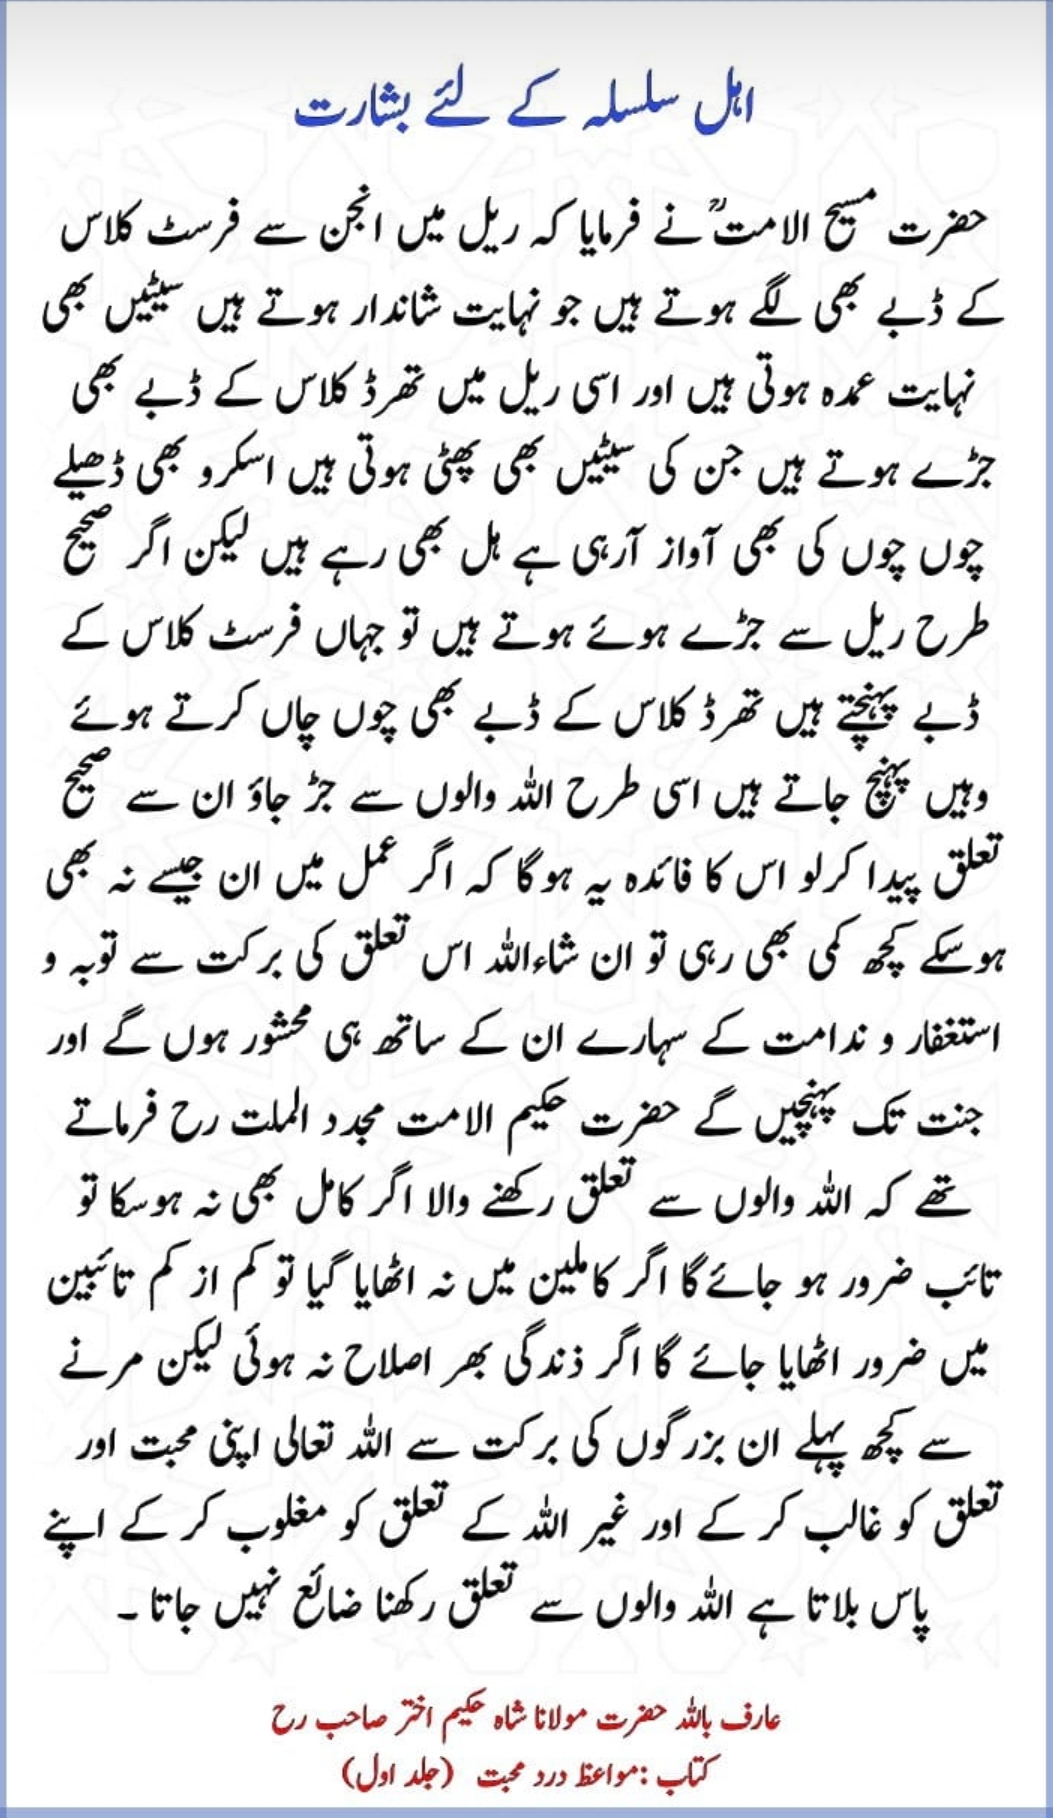 اہل سلسلہ کے لئے بشارت
حضرت مسیح الامتؒ نے فرمایا کہ ریل میں انجن سے فرسٹ کلاس
کے ڈبے بھی لگے ہوتے ہیں جو نہایت شاندار ہوتے ہیں سیٹیں بھی
نہایت عمدہ ہوتی ہیں اور اسی ریل میں تھرڈ کلاس کے ڈبے بھی
جڑے ہوتے ہیں جن کی سیٹیں بھی پھٹی ہوتی ہیں اسکرو بھی ڈھیلے
چوں چوں کی بھی آواز آرہی ہے ہل بھی رہے ہیں لیکن اگر صحیح
طرح ریل سے جڑے ہوئے ہوتے ہیں تو جہاں فرسٹ کلاس کے
ڈبے پہنچتے ہیں تھرڈ کلاس کے ڈبے بھی چوں چاں کرتے ہوئے
وہیں پہنچ جاتے ہیں اسی طرح اللہ والوں سے جڑ جاؤ ان سے صحیح
تعلق پیدا کرلو اس کا فائدہ یہ ہوگا کہ اگر عمل میں ان جیسے نہ بھی
ہوسکے کچھ کمی بھی رہی تو ان شاءاللہ اس تعلق کی برکت سے توبہ و
استغفار و ندامت کے سہارے ان کے ساتھ ہی محشور ہوں گے اور
جنت تک پہنچیں گے حضرت حکیم الامت مجدد الملت رح فرماتے
تھے کہ اللہ والوں سے تعلق رکھنے والا اگر کامل بھی نہ ہوسکا تو
تائب ضرور ہو جائے گا اگر کاملین میں نہ اٹھایا گیا تو کم از کم تائبین
میں ضرور اٹھایا جائے گا اگر ذندگی بھر اصلاح نہ ہوئی لیکن مرنے
سے کچھ پہلے ان بزرگوں کی برکت سے اللہ تعالی اپنی محبت اور
تعلق کو غالب کر کے اور غیر اللہ کے تعلق کو مغلوب کر کے اپنے
پاس بلاتا ہے اللہ والوں سے تعلق رکھنا ضائع نہیں جاتا ۔
عارف باللہ حضرت مولانا شاہ حکیم اختر صاحب رح
کتاب :مواعظ درد محبت (جلد اول)